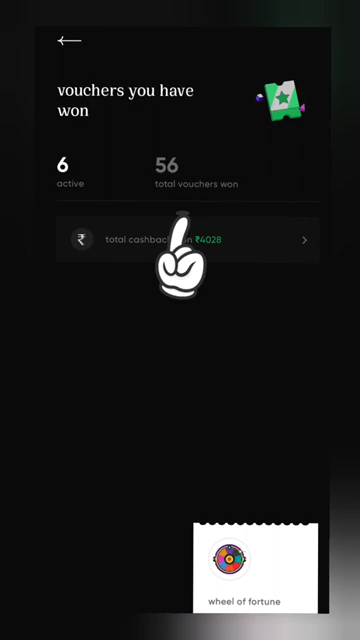 vouchers you have
won
6
active
56
total vouchers won
total cashback ₹4028
wheel of fortune